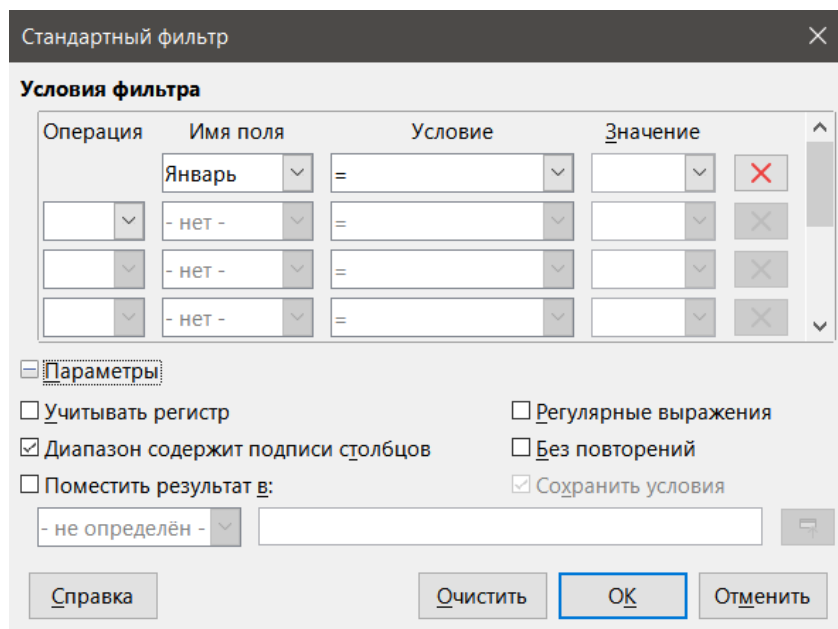 Стандартный фильтр
Условия фильтра
Операция Имя поля Условие Значение
Январь =
- нет - =
- нет - =
- нет - =
Параметры
Учитывать регистр Регулярные выражения
Диапазон содержит подписи столбцов Без повторений
Поместить результат в: Сохранить условия
- не определён -
Справка Очистить OK Отменить